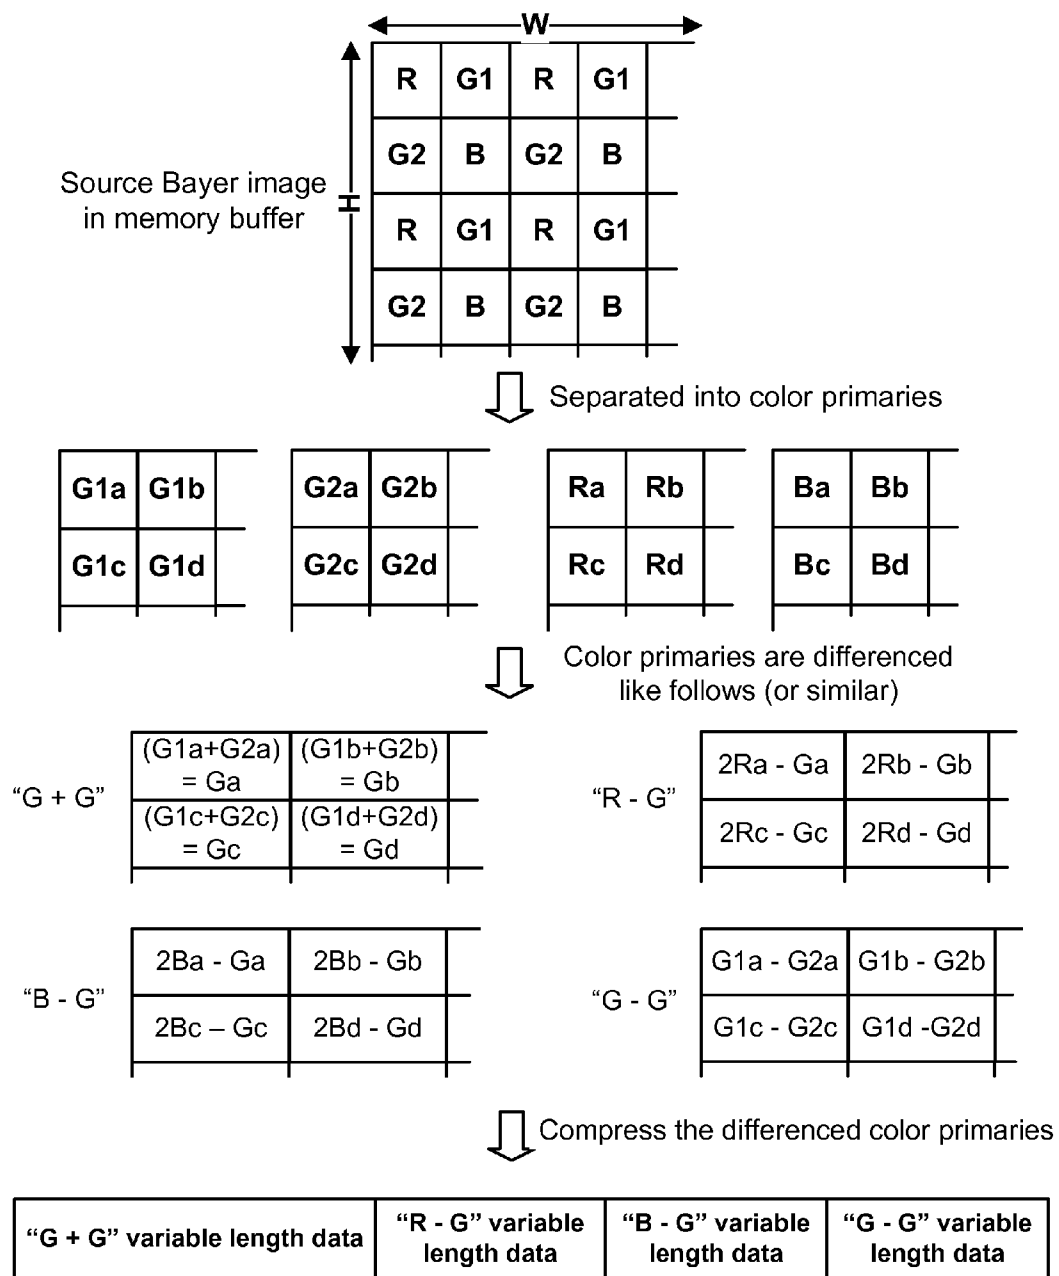 W
R G1 R G1
G2 B G2 B
Source Bayer image
in memory buffer
H
R G1 R G1
G2 B G2 B
Separated into color primaries
G1a G1b G2a G2b Ra Rb Ba Bb
G1c G1d G2c G2d Rc Rd Bc Bd
Color primaries are differenced
like follows (or similar)
“G + G”
(G1a+G2a) (G1b+G2b)
= Ga = Gb
(G1c+G2c) (G1d+G2d)
= Gc = Gd
“R - G”
2Ra - Ga 2Rb - Gb
2Rc - Gc 2Rd - Gd
“B - G”
2Ba - Ga 2Bb - Gb
2Bc – Gc 2Bd - Gd
“G - G”
G1a - G2a G1b - G2b
G1c - G2c G1d -G2d
Compress the differenced color primaries
“G + G” variable length data
“R - G” variable
length data
“B - G” variable
length data
“G - G” variable
length data